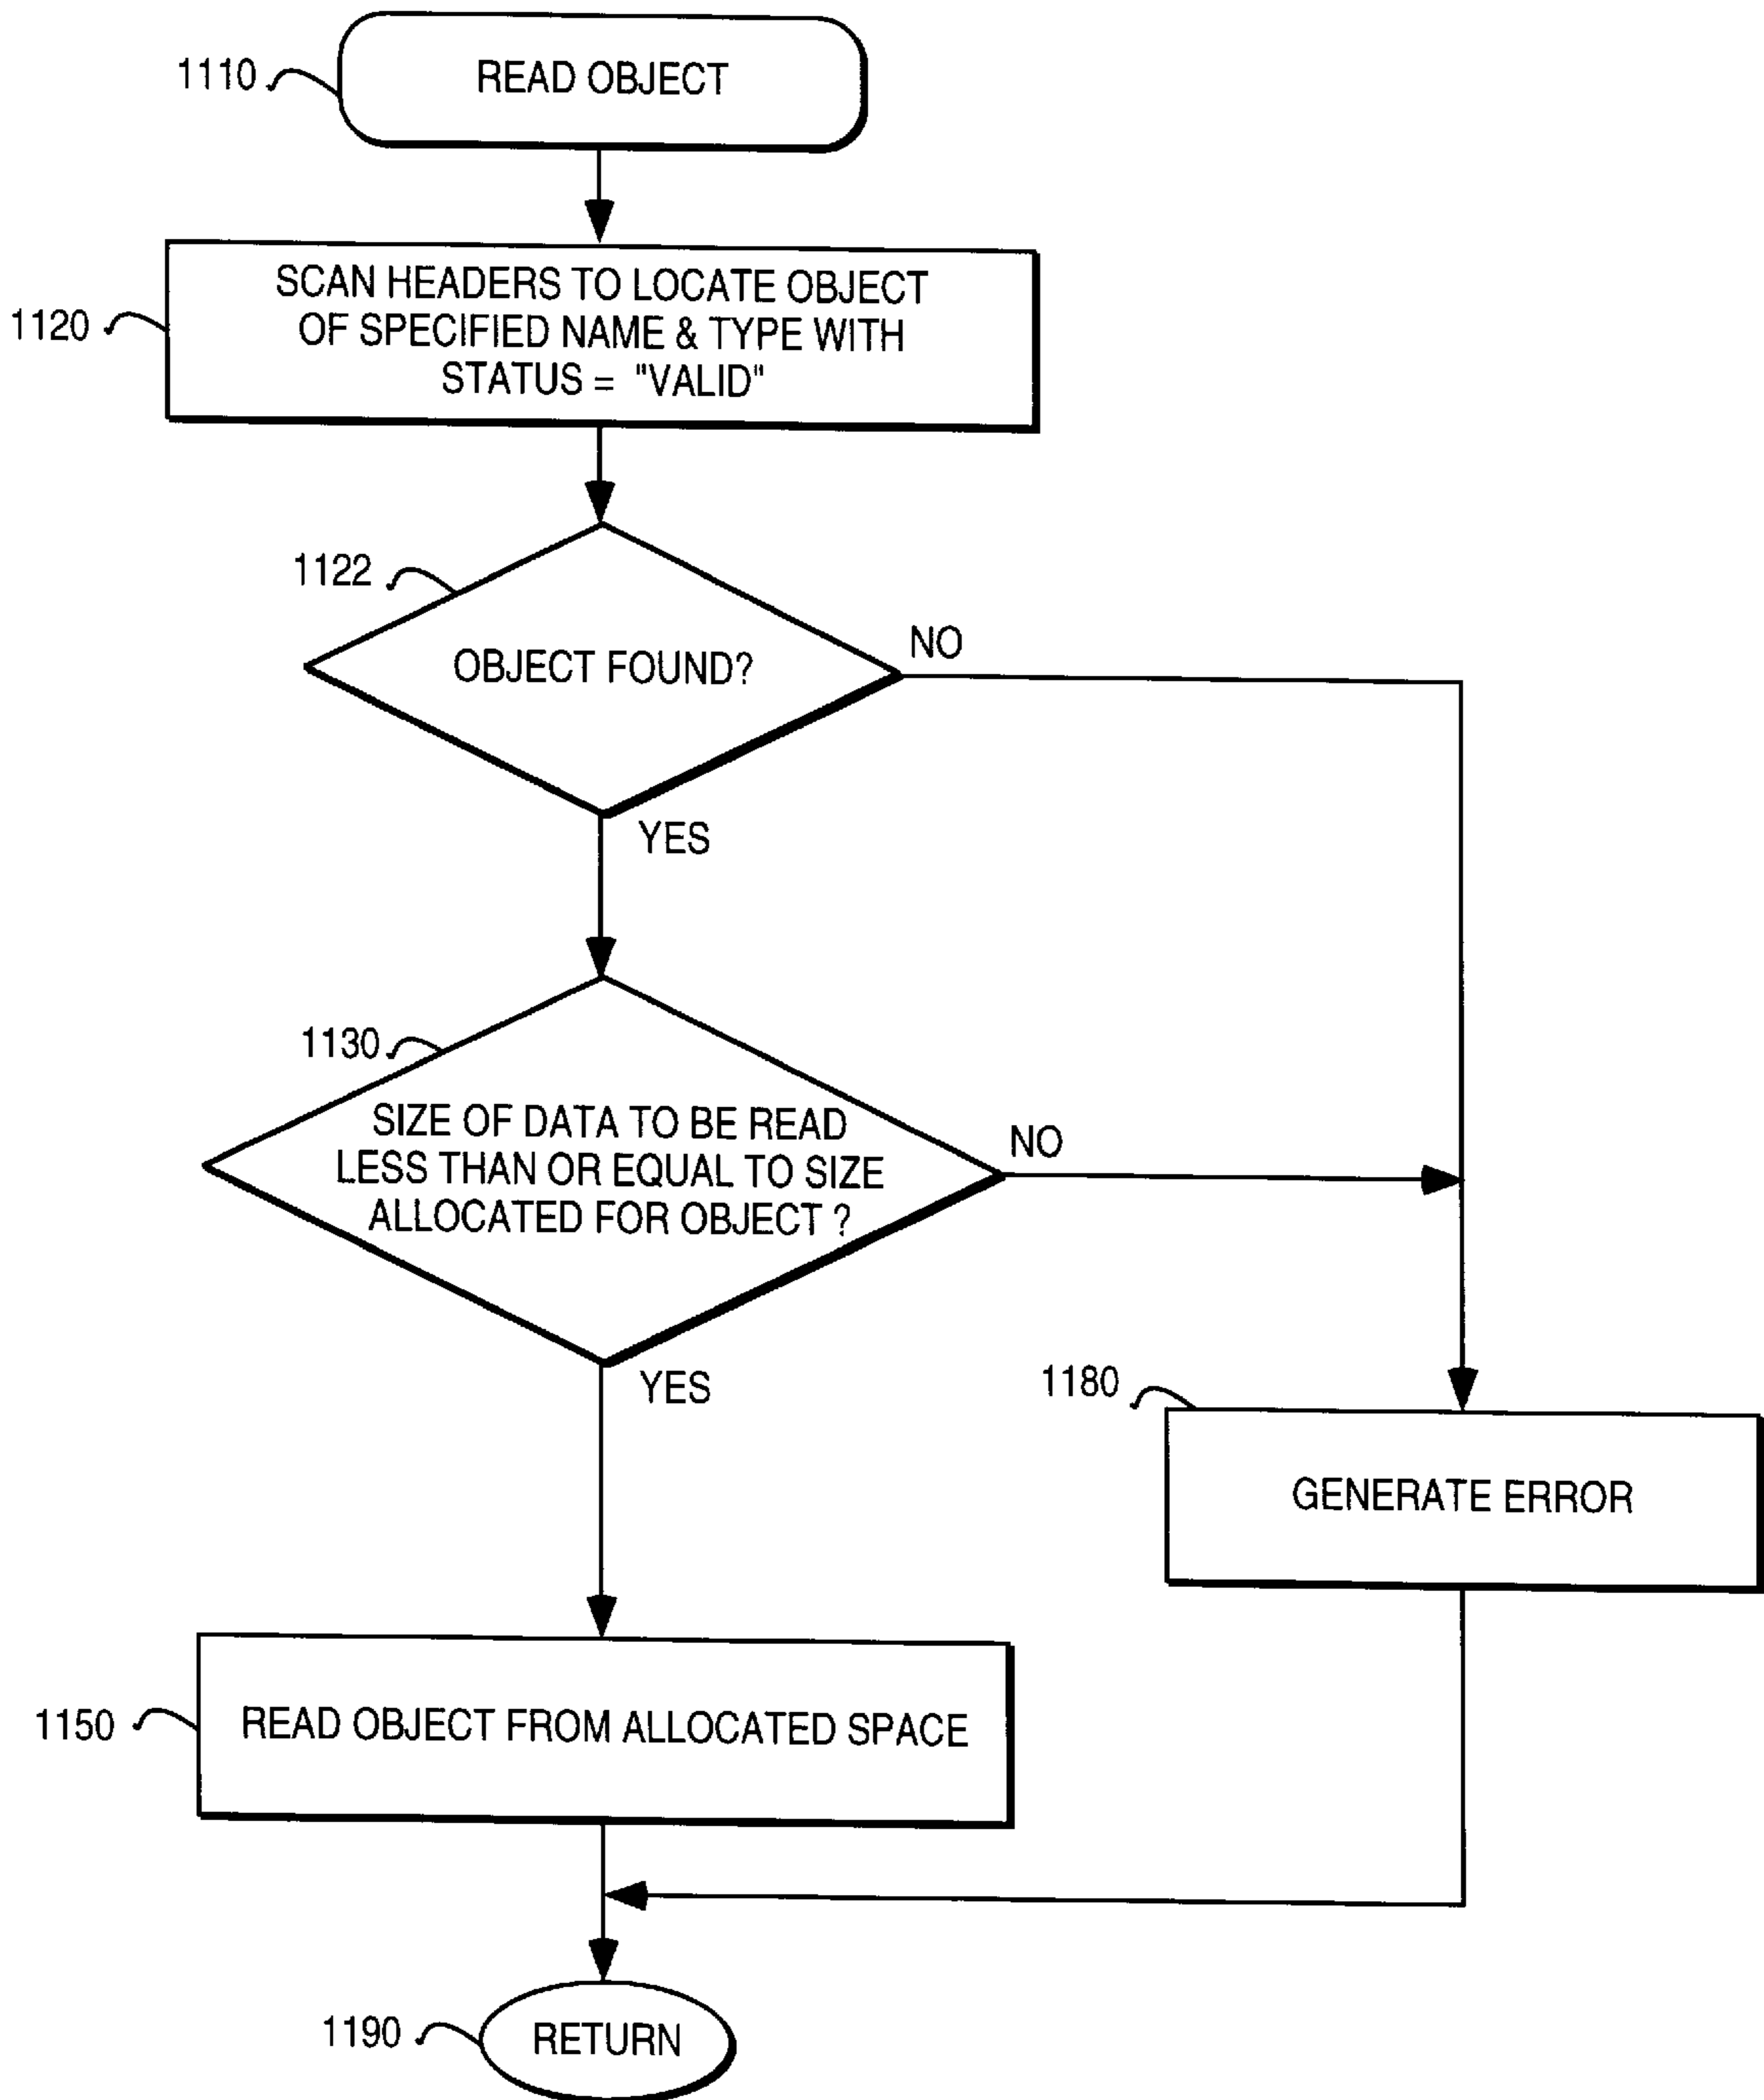 1110
READ OBJECT
1120
SCAN HEADERS TO LOCATE OBJECT
OF SPECIFIED NAME & TYPE WITH
STATUS = "VALID"
1122
OBJECT FOUND?
NO
YES
1130
SIZE OF DATA TO BE READ
LESS THAN OR EQUAL TO SIZE
ALLOCATED FOR OBJECT ?
NO
YES
1180
GENERATE ERROR
1150
READ OBJECT FROM ALLOCATED SPACE
1190
RETURN